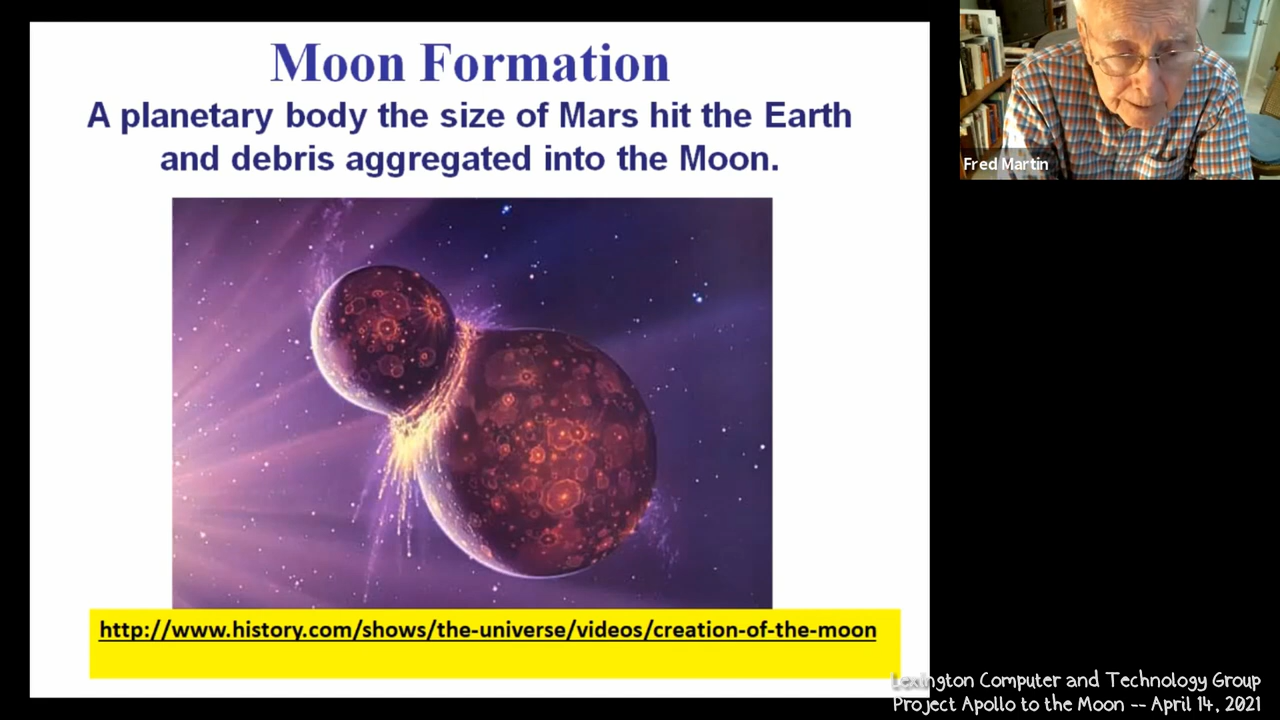 Moon Formation
A planetary body the size of Mars hit the Earth
and debris aggregated into the Moon.
http://www.history.com/shows/the-universe/videos/creation-of-the-moon
Fred Martin
Lexington Computer and Technology Group
Project Apollo to the Moon -- April 14, 2021